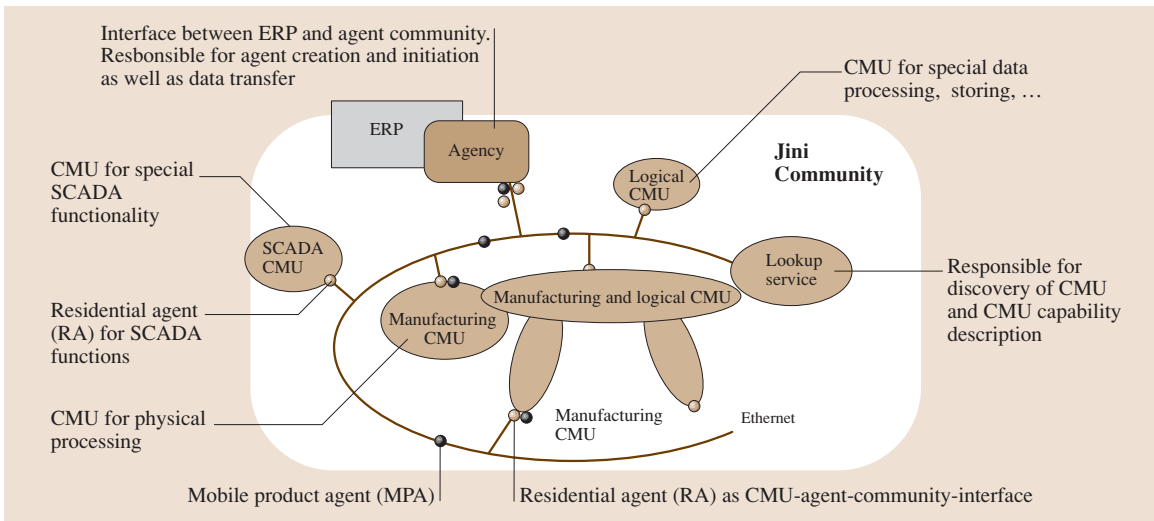 Interface between ERP and agent community.
Resbonsible for agent creation and initiation
as well as data transfer
CMU for special data
processing, storing, …
ERP
Agency
Jini
Community
Logical
CMU
CMU for special
SCADA
functionality
SCADA
CMU
Lookup
service
Responsible for
discovery of CMU
and CMU capability
description
Manufacturing and logical CMU
Residential agent
(RA) for SCADA
functions
Manufacturing
CMU
CMU for physical
processing
Manufacturing
CMU
Ethernet
Mobile product agent (MPA)
Residential agent (RA) as CMU-agent-community-interface